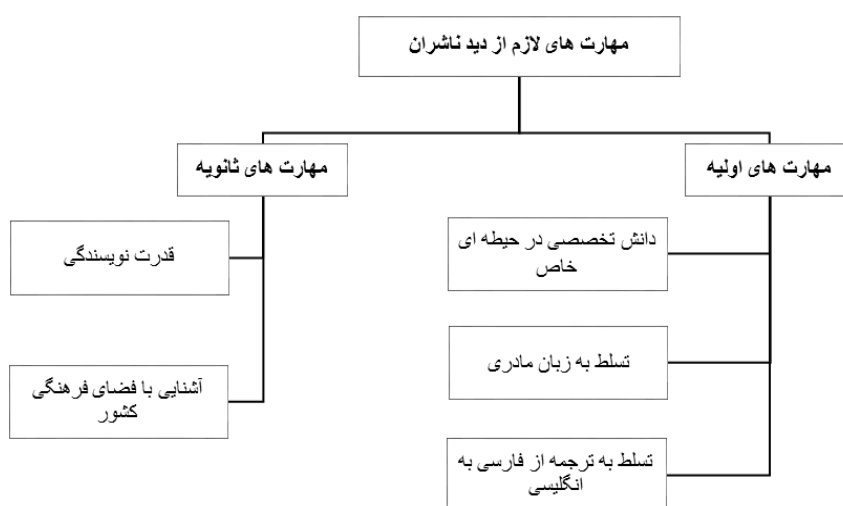 مهارت های لازم از دید ناشران
مهارت های اولیه
دانش تخصصی در حیطه ای
خاص
تسلط به زبان مادری
تسلط به ترجمه از فارسی به
انگلیسی
مهارت های ثانویه
قدرت نویسندگی
آشنایی با فضای فرهنگی
کشور